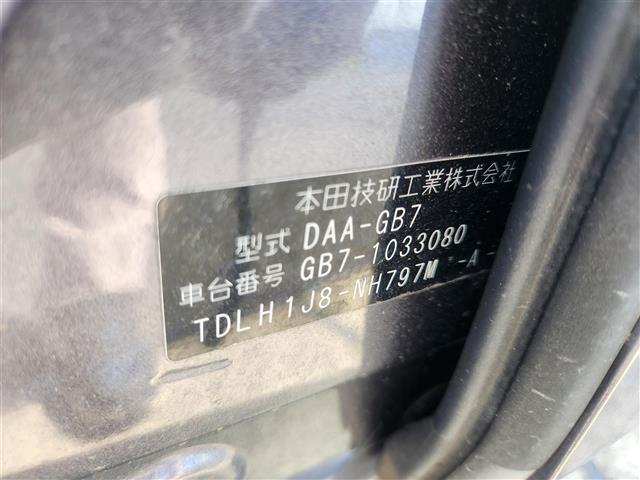 本田技研工業株式会社
型式 DAA-GB7
車台番号 GB7-1033080
TDLH1J8-NH797M -A-